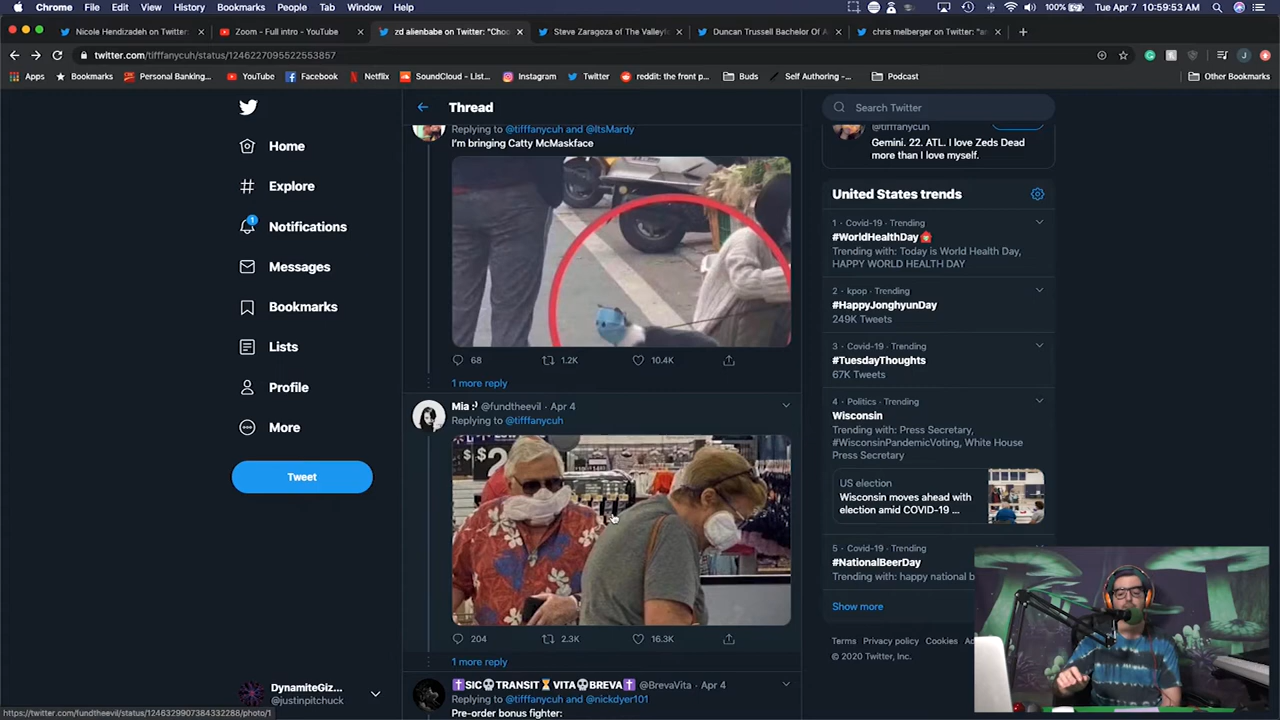 Chrome File Edit View History Bookmarks People Tab Window Help 100% Tue Apr 7 10:59:53 AM
Nicole Hendizadeh on Twitter: Zoom - Full intro - YouTube zd alienbabe on Twitter: "Choo Steve Zaragoza of The Valleyfo Duncan Trussell Bachelor Of A chris melberger on Twitter: "an
twitter.com/tifffanycuh/status/1246227095522553857
Apps Bookmarks Personal Banking... YouTube Facebook Netflix SoundCloud – List... Instagram Twitter reddit: the front p... Buds Self Authoring -... Podcast Other Bookmarks
Home
Explore
1
Notifications
Messages
Bookmarks
Lists
Profile
More
Tweet
DynamiteGiz...
@justinpitchuck
Thread
Replying to @tifffanycuh and @ItsMardy
I'm bringing Catty McMaskface
68 1.2K 10.4K
1 more reply
Mia :) @fundtheevil · Apr 4
Replying to @tifffanycuh
204 2.3K 16.3K
1 more reply
✝SIC💀TRANSIT⌛VITA💀BREVA✝ @BrevaVita · Apr 4
Replying to @tifffanycuh and @nickdyer101
Pre-order bonus fighter:
Search Twitter
@tifffanycuh
Gemini. 22. ATL. I love Zeds Dead
more than I love myself.
United States trends
1 · Covid-19 · Trending
#WorldHealthDay
Trending with: Today is World Health Day,
HAPPY WORLD HEALTH DAY
2 · kpop · Trending
#HappyJonghyunDay
249K Tweets
3 · Covid-19 · Trending
#TuesdayThoughts
67K Tweets
4 · Politics · Trending
Wisconsin
Trending with: Press Secretary,
#WisconsinPandemicVoting, White House
Press Secretary
US election
Wisconsin moves ahead with
election amid COVID-19 ...
5 · Covid-19 · Trending
#NationalBeerDay
Trending with: happy national b
Show more
Terms Privacy policy Cookies
© 2020 Twitter, Inc.
https://twitter.com/fundtheevil/status/1246329907384332288/photo/1